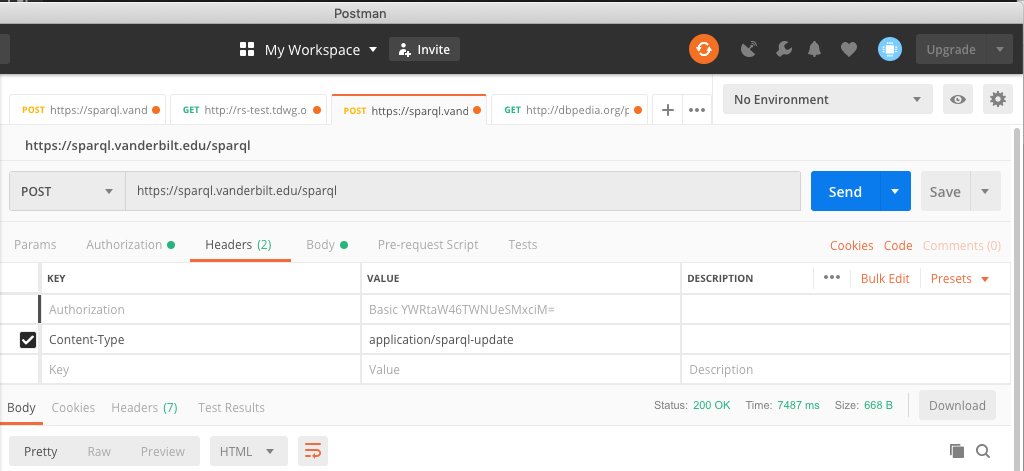 Postman
My Workspace Invite Upgrade
POST https://sparql.vand GET http://rs-test.tdwg.o POST https://sparql.vand GET http://dbpedia.org/p + ••• No Environment
https://sparql.vanderbilt.edu/sparql
POST https://sparql.vanderbilt.edu/sparql Send Save
Params Authorization Headers (2) Body Pre-request Script Tests Cookies Code Comments (0)
KEY VALUE DESCRIPTION ••• Bulk Edit Presets
Authorization Basic YWRtaW46TWNUeSMxciM=
Content-Type application/sparql-update
Key Value Description
Body Cookies Headers (7) Test Results Status: 200 OK Time: 7487 ms Size: 668 B Download
Pretty Raw Preview HTML